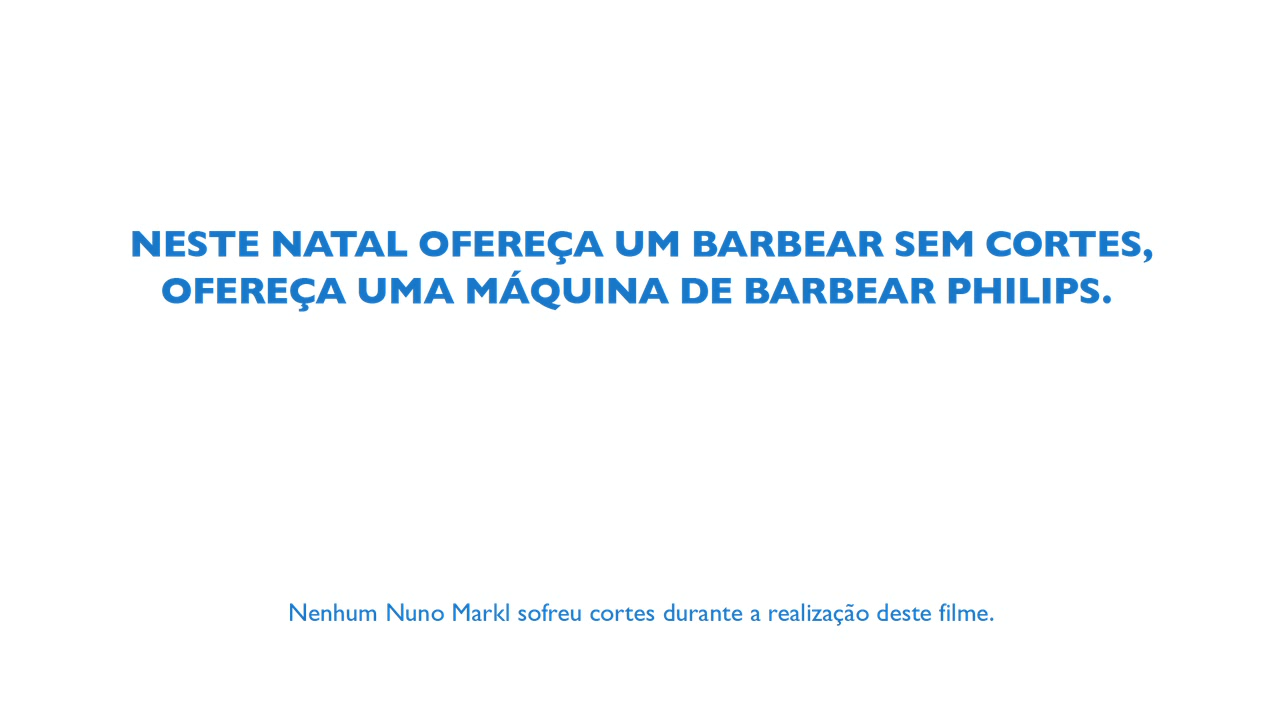 NESTE NATAL OFEREÇA UM BARBEAR SEM CORTES,
OFEREÇA UMA MÁQUINA DE BARBEAR PHILIPS.
Nenhum Nuno Markl sofreu cortes durante a realização deste filme.